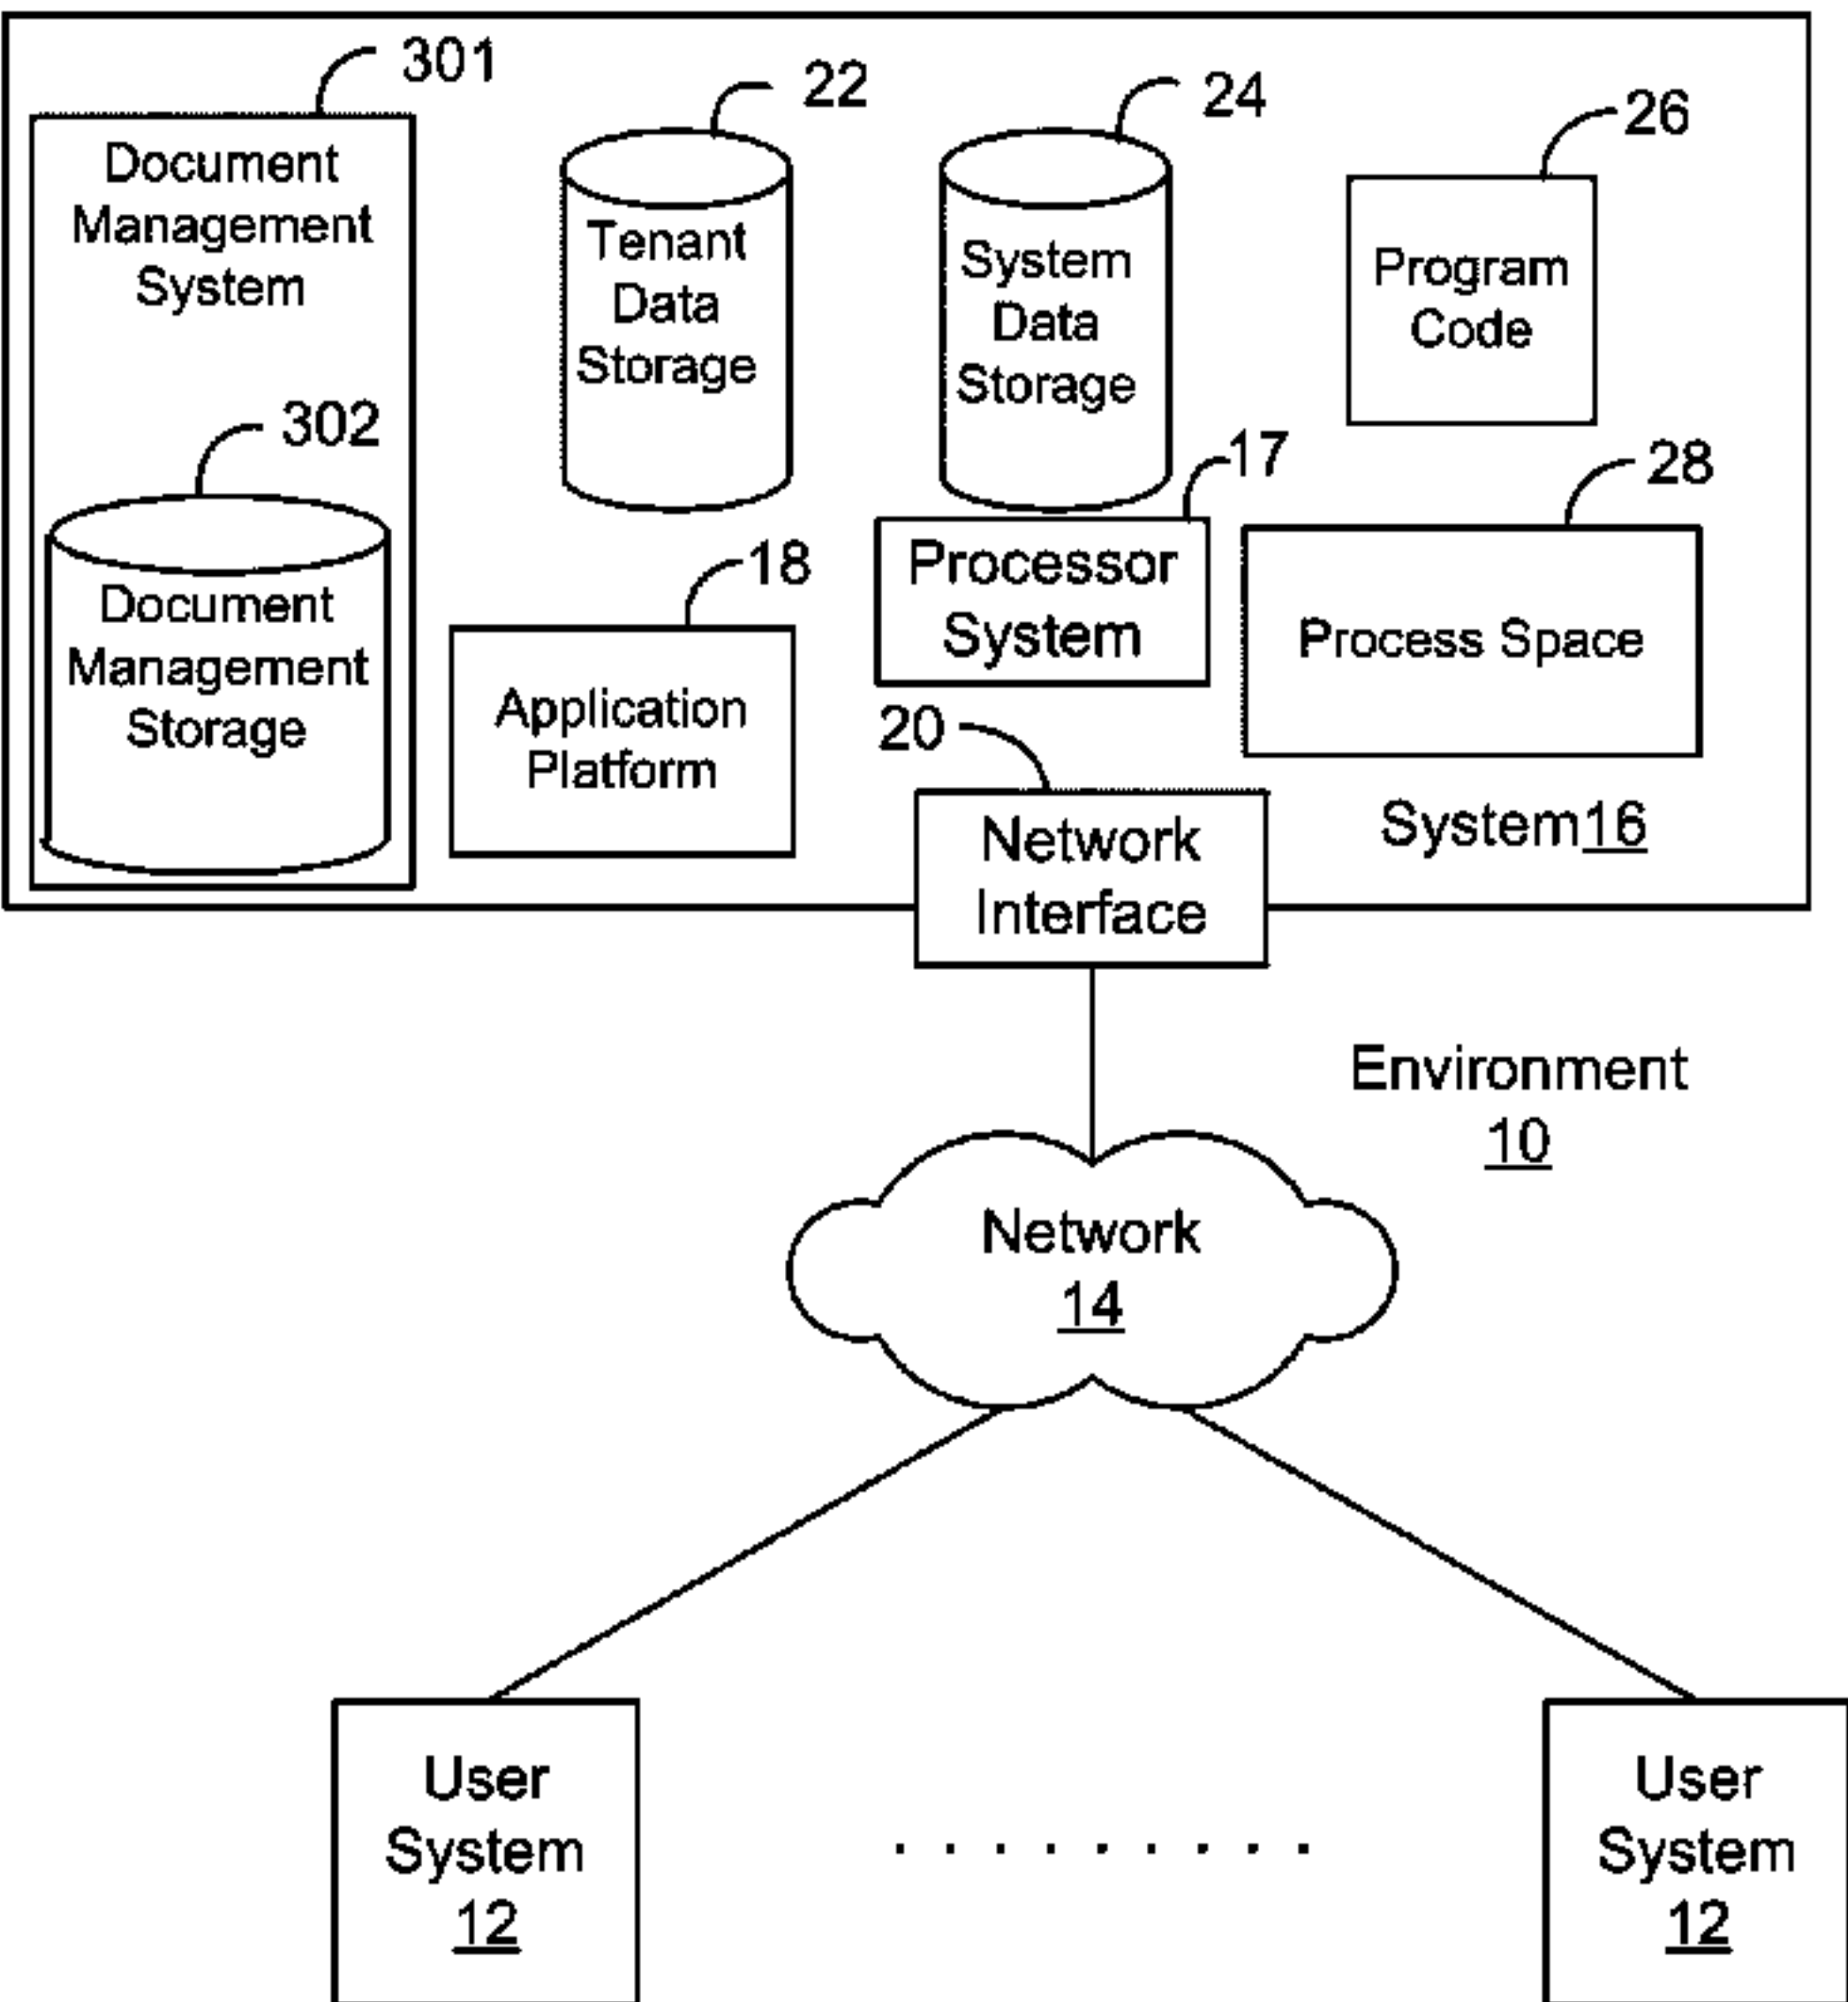 301
22
24
26
Document
Management
System
Tenant
Data
Storage
System
Data
Storage
Program
Code
302
17
28
Document
Management
Storage
18
Application
Platform
Processor
System
Process Space
20
Network
Interface
System16
Environment
10
Network
14
User
System
12
. . . . . . . . .
User
System
12